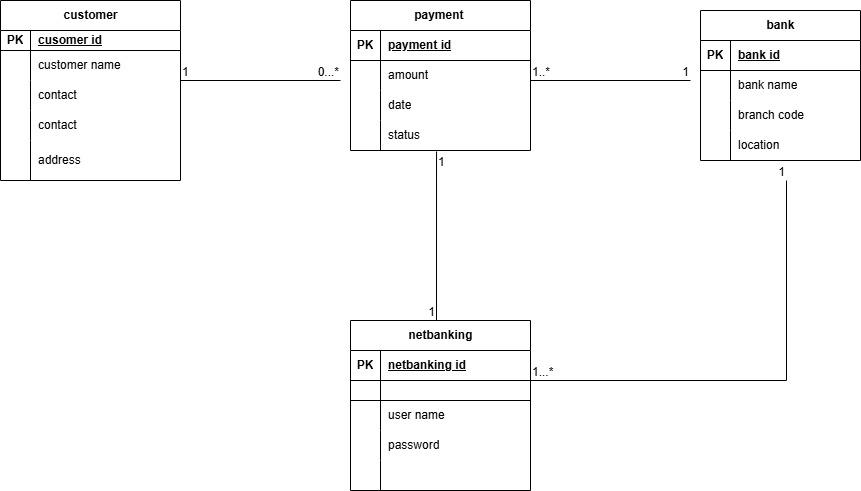 customer
PK cusomer id
customer name
contact
contact
address
1
0...*
payment
PK payment id
amount
date
status
1..*
1
bank
PK bank id
bank name
branch code
location
1
1
1
netbanking
PK netbanking id
user name
password
1...*